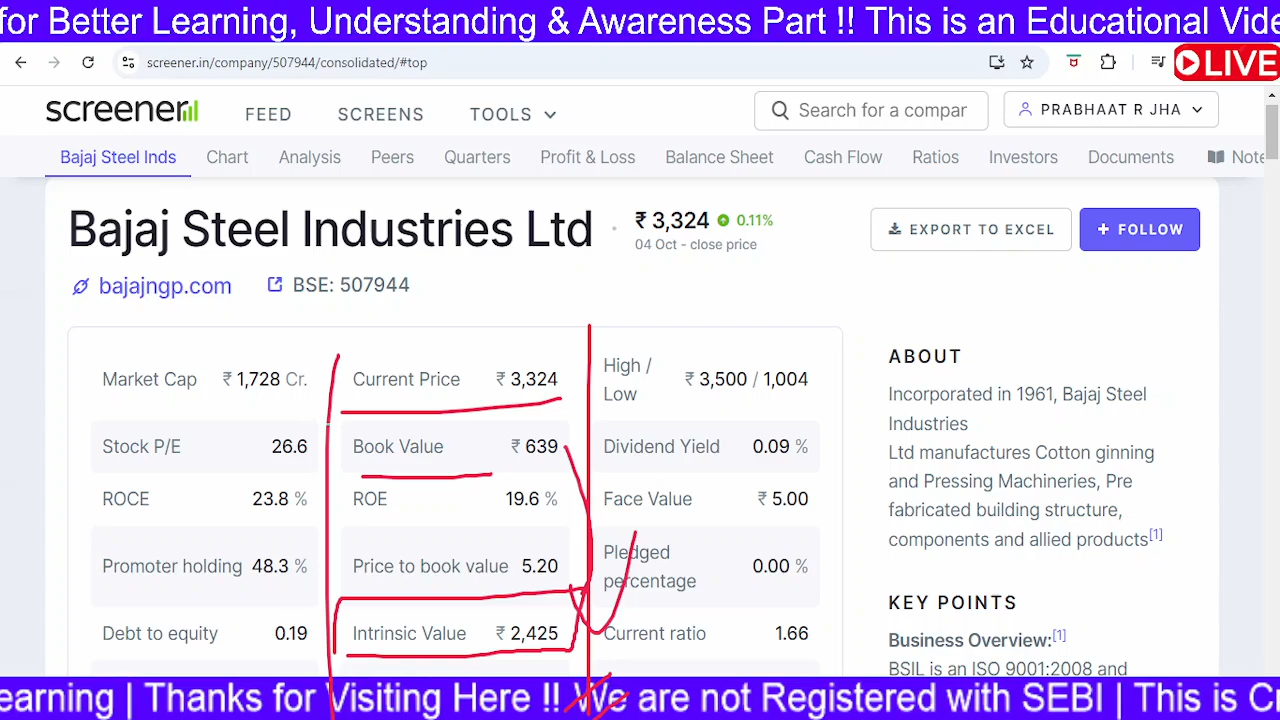 for Better Learning, Understanding & Awareness Part !! This is an Educational Vide
screener.in/company/507944/consolidated/#top
LIVE
screener
FEED
SCREENS
TOOLS
Search for a compar
PRABHAAT R JHA
Bajaj Steel Inds
Chart
Analysis
Peers
Quarters
Profit & Loss
Balance Sheet
Cash Flow
Ratios
Investors
Documents
Note
Bajaj Steel Industries Ltd
₹ 3,324 0.11%
04 Oct - close price
EXPORT TO EXCEL
+ FOLLOW
bajajngp.com
BSE: 507944
Market Cap ₹ 1,728 Cr.
Current Price ₹ 3,324
High / Low ₹ 3,500 / 1,004
Stock P/E 26.6
Book Value ₹ 639
Dividend Yield 0.09 %
ROCE 23.8 %
ROE 19.6 %
Face Value ₹ 5.00
Promoter holding 48.3 %
Price to book value 5.20
Pledged percentage 0.00 %
Debt to equity 0.19
Intrinsic Value ₹ 2,425
Current ratio 1.66
ABOUT
Incorporated in 1961, Bajaj Steel
Industries
Ltd manufactures Cotton ginning
and Pressing Machineries, Pre
fabricated building structure,
components and allied products[1]
KEY POINTS
Business Overview:[1]
BSIL is an ISO 9001:2008 and
earning | Thanks for Visiting Here !! We are not Registered with SEBI | This is C